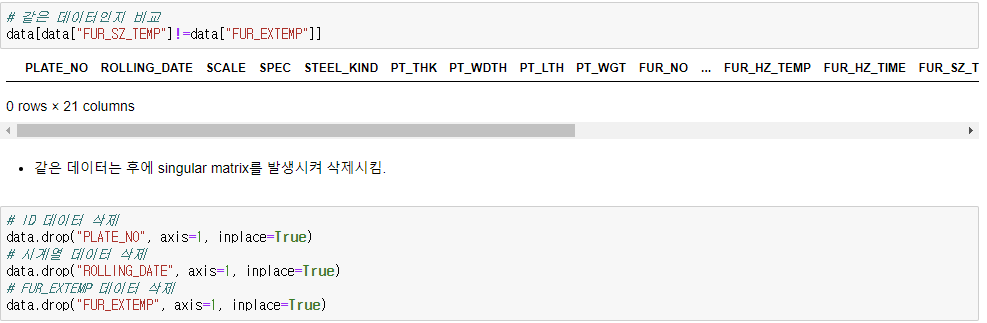 # 같은 데이터인지 비교
data[data["FUR_SZ_TEMP"]!=data["FUR_EXTEMP"]]
PLATE_NO ROLLING_DATE SCALE SPEC STEEL_KIND PT_THK PT_WDTH PT_LTH PT_WGT FUR_NO ... FUR_HZ_TEMP FUR_HZ_TIME FUR_SZ_T
0 rows × 21 columns
• 같은 데이터는 후에 singular matrix를 발생시켜 삭제시킴.
# ID 데이터 삭제
data.drop("PLATE_NO", axis=1, inplace=True)
# 시계열 데이터 삭제
data.drop("ROLLING_DATE", axis=1, inplace=True)
# FUR_EXTEMP 데이터 삭제
data.drop("FUR_EXTEMP", axis=1, inplace=True)